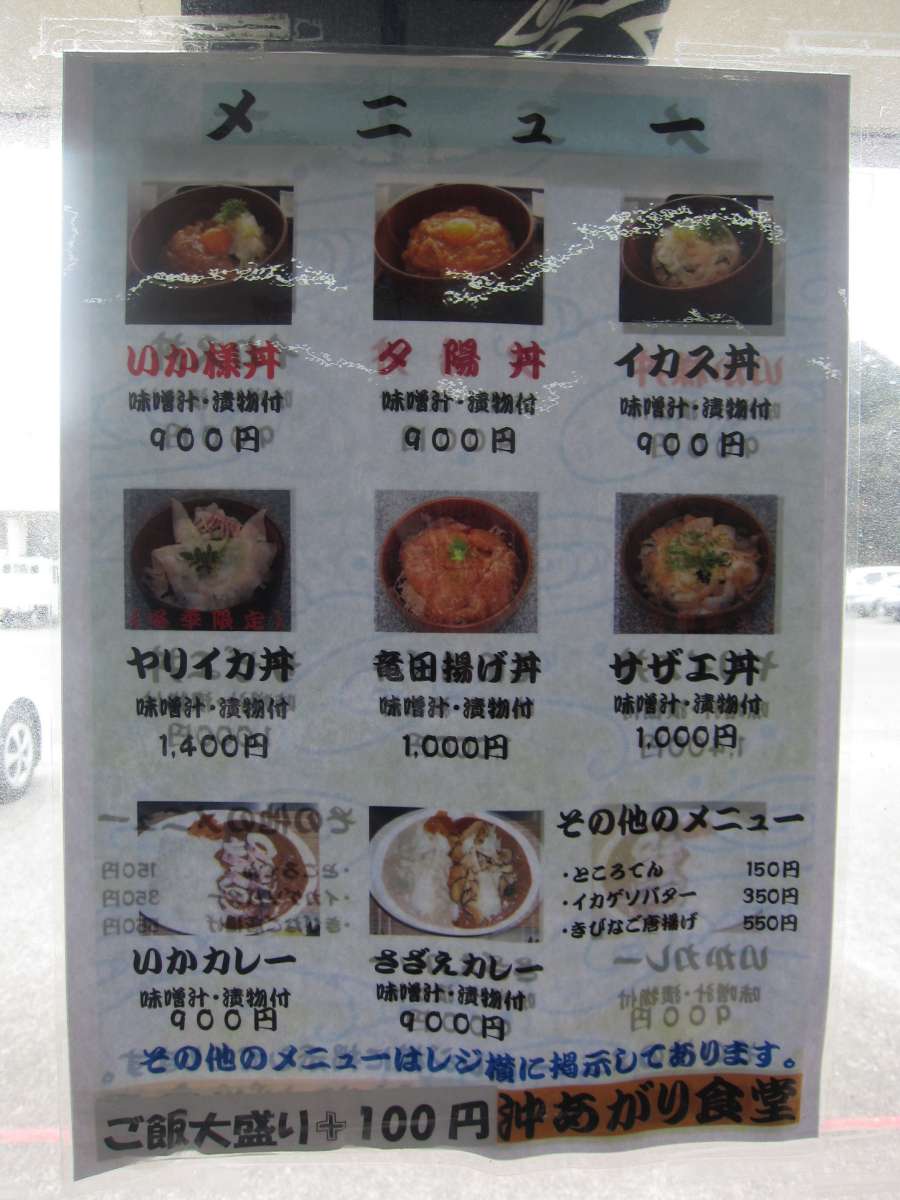 メニュー
いか様丼
味噌汁・漬物付
900円
夕陽丼
味噌汁・漬物付
900円
イカス丼
味噌汁・漬物付
900円
ヤリイカ丼
味噌汁・漬物付
1,400円
竜田揚げ丼
味噌汁・漬物付
1,000円
サザエ丼
味噌汁・漬物付
1,000円
いかカレー
味噌汁・漬物付
900円
さざえカレー
味噌汁・漬物付
900円
その他のメニュー
・ところてん 150円
・イカゲソバター 350円
・きびなご唐揚げ 550円
その他のメニューはレジ横に掲示してあります。
ご飯大盛り+100円
沖あがり食堂